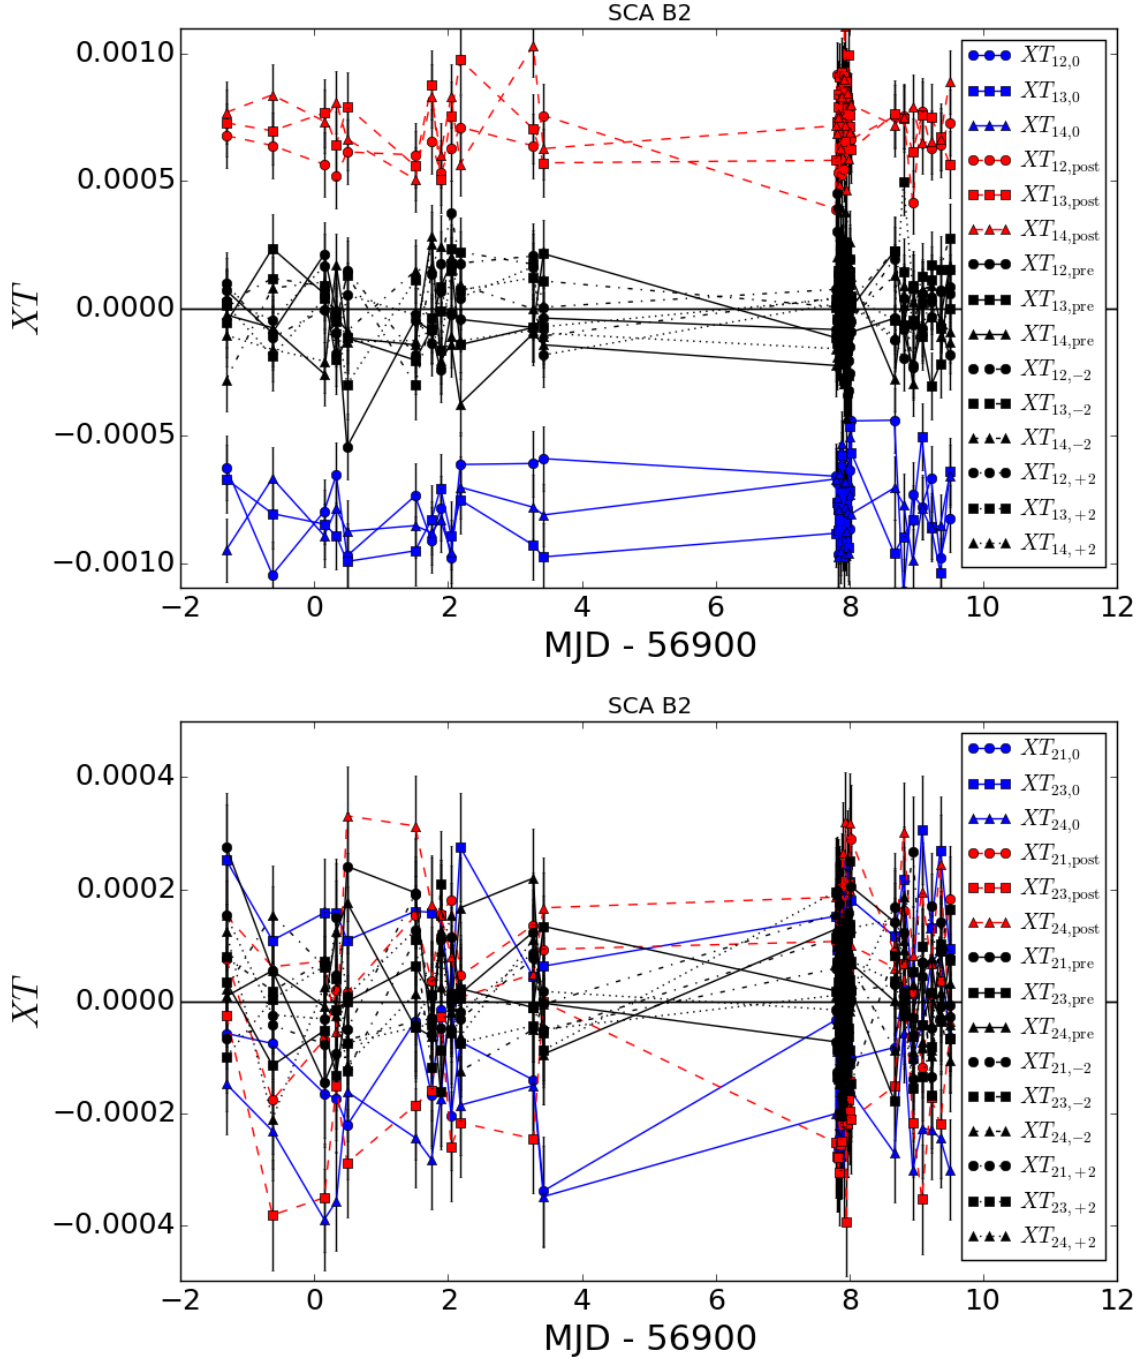 SCA B2
0.0010
0.0005
0.0000
−0.0005
−0.0010
XT
−2 0 2 4 6 8 10 12
MJD - 56900
XT12,0
XT13,0
XT14,0
XT12,post
XT13,post
XT14,post
XT12,pre
XT13,pre
XT14,pre
XT12,−2
XT13,−2
XT14,−2
XT12,+2
XT13,+2
XT14,+2
SCA B2
0.0004
0.0002
0.0000
−0.0002
−0.0004
XT
−2 0 2 4 6 8 10 12
MJD - 56900
XT21,0
XT23,0
XT24,0
XT21,post
XT23,post
XT24,post
XT21,pre
XT23,pre
XT24,pre
XT21,−2
XT23,−2
XT24,−2
XT21,+2
XT23,+2
XT24,+2